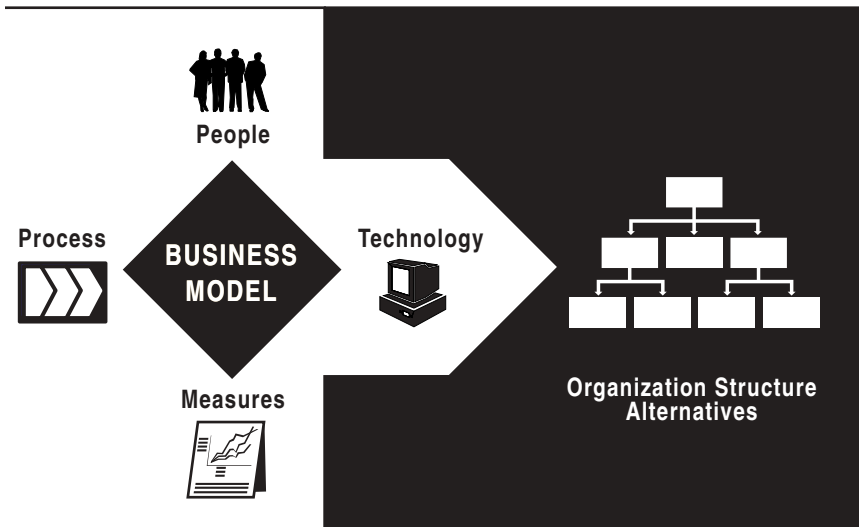 People
Process
BUSINESS
MODEL
Technology
Measures
Organization Structure
Alternatives